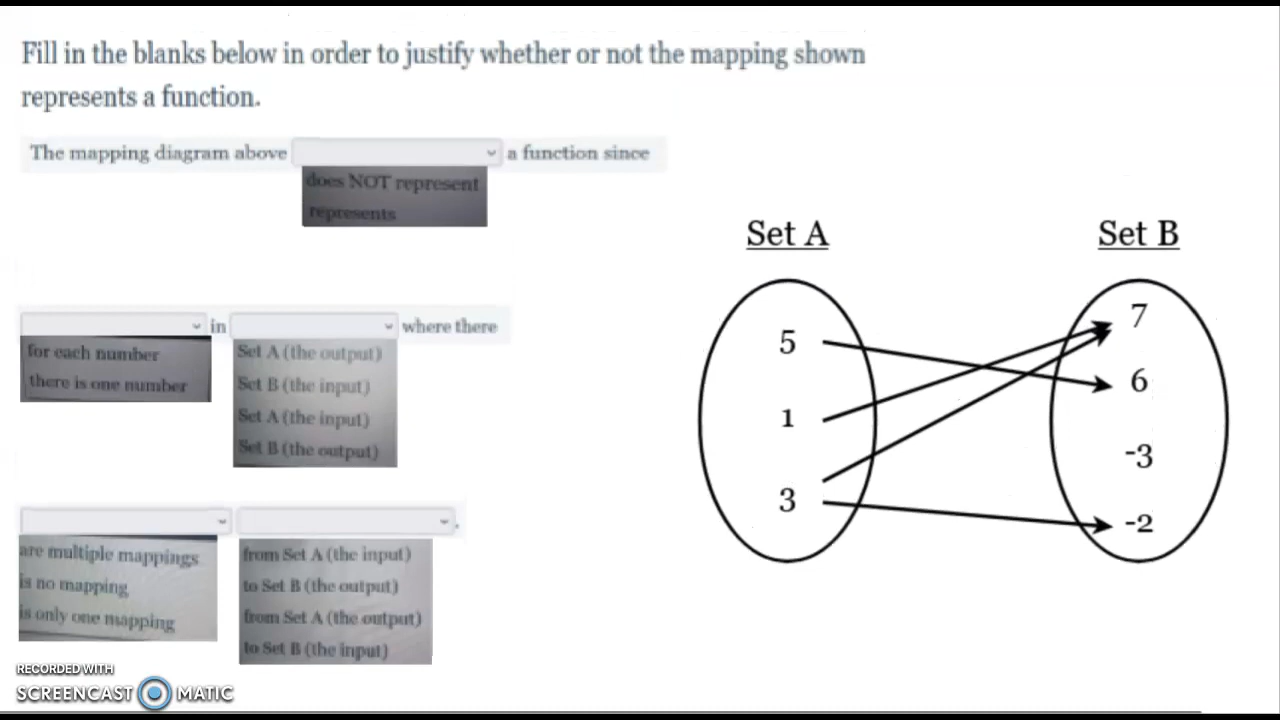 Fill in the blanks below in order to justify whether or not the mapping shown
represents a function.
The mapping diagram above a function since
does NOT represent
represents
in where there
for each number
there is one number
Set A (the output)
Set B (the input)
Set A (the input)
Set B (the output)
.
are multiple mappings
is no mapping
is only one mapping
from Set A (the input)
to Set B (the output)
from Set A (the output)
to Set B (the input)
Set A
Set B
5
1
3
7
6
-3
-2
RECORDED WITH
SCREENCAST MATIC